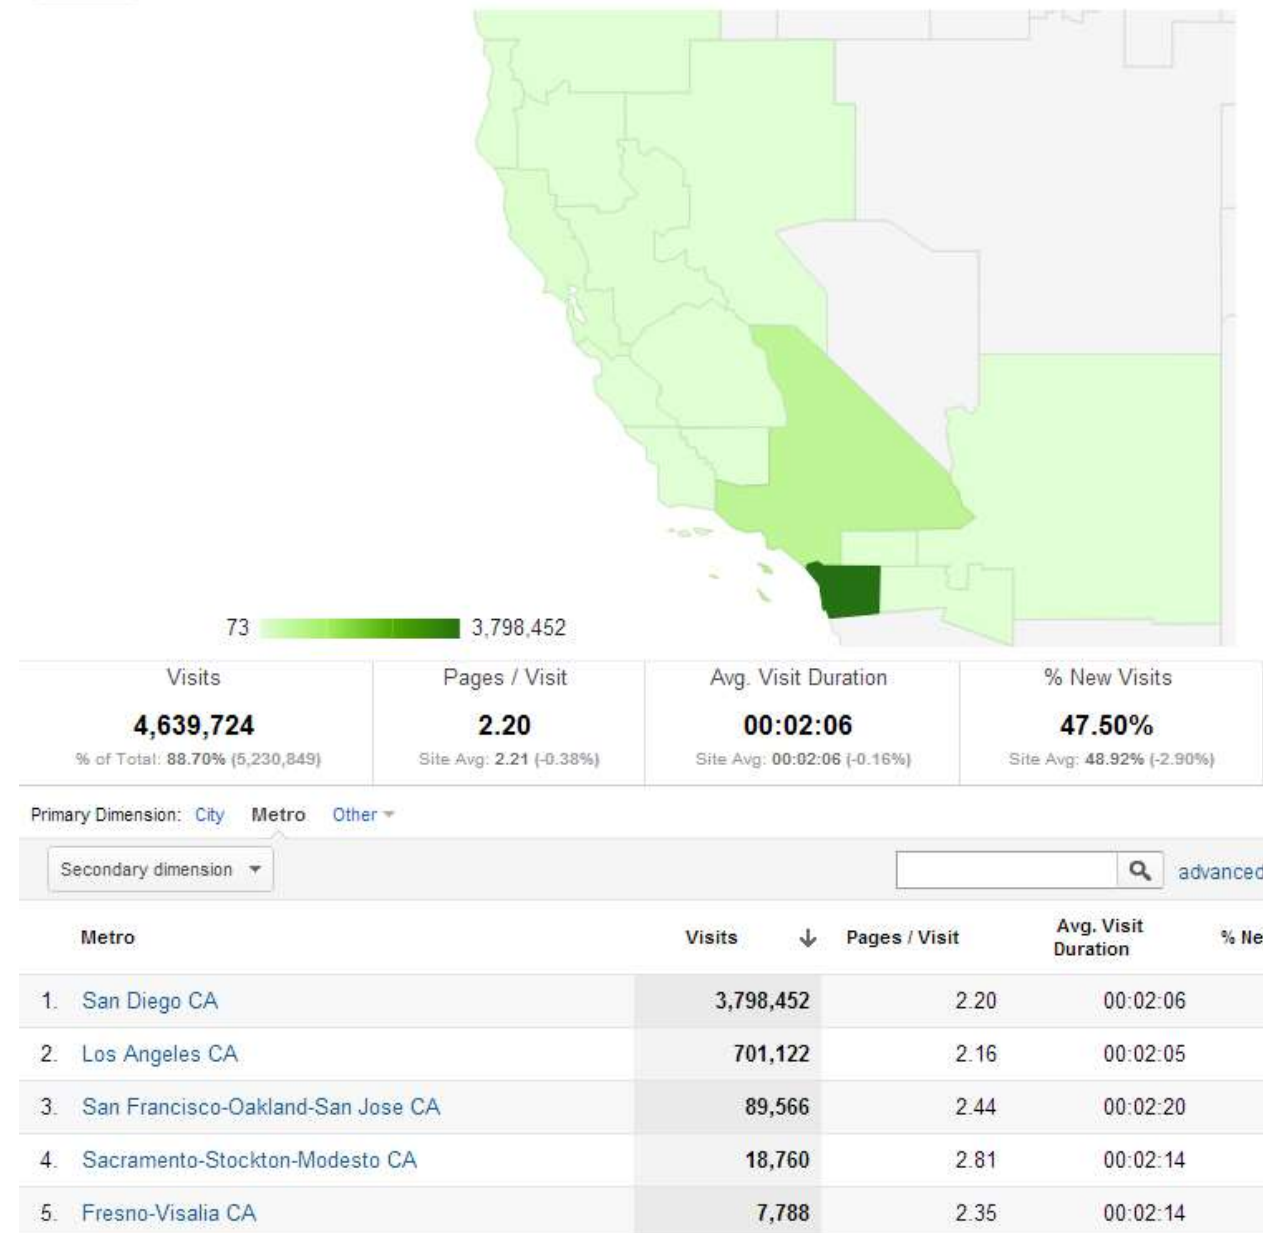 73 3,798,452
Visits Pages / Visit Avg. Visit Duration % New Visits
4,639,724 2.20 00:02:06 47.50%
% of Total: 88.70% (5,230,849) Site Avg: 2.21 (-0.38%) Site Avg: 00:02:06 (-0.16%) Site Avg: 48.92% (-2.90%)
Primary Dimension: City Metro Other
Secondary dimension advanced
Metro Visits Pages / Visit Avg. Visit Duration % Ne
1. San Diego CA 3,798,452 2.20 00:02:06
2. Los Angeles CA 701,122 2.16 00:02:05
3. San Francisco-Oakland-San Jose CA 89,566 2.44 00:02:20
4. Sacramento-Stockton-Modesto CA 18,760 2.81 00:02:14
5. Fresno-Visalia CA 7,788 2.35 00:02:14